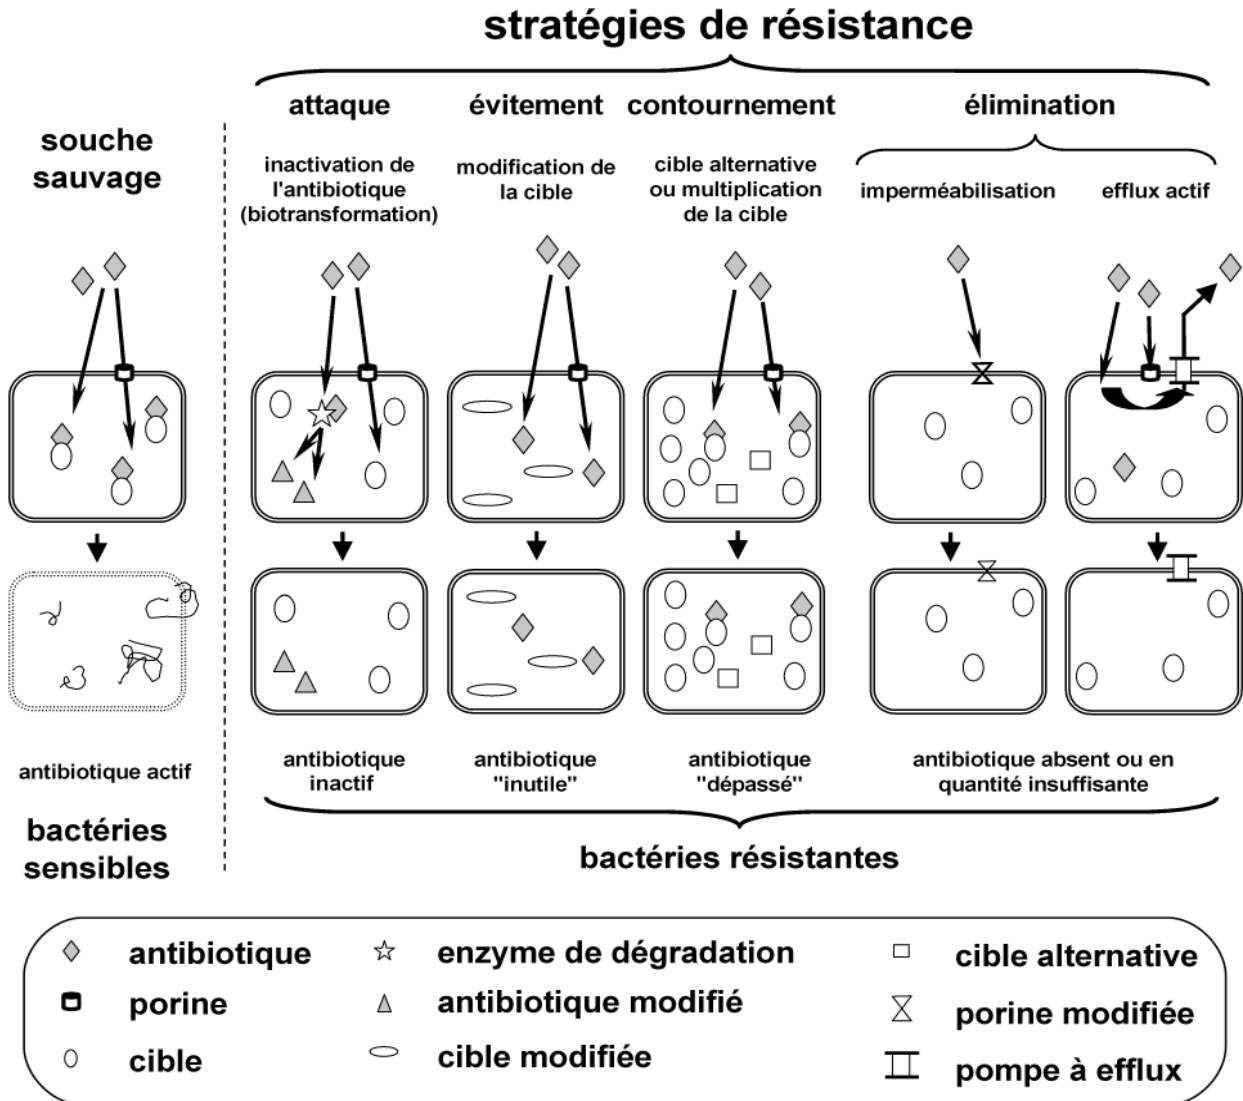 stratégies de résistance
souche
sauvage
attaque
inactivation de
l'antibiotique
(biotransformation)
évitement
modification de
la cible
contournement
cible alternative
ou multiplication
de la cible
élimination
imperméabilisation
efflux actif
antibiotique actif
bactéries
sensibles
antibiotique
inactif
antibiotique
"inutile"
antibiotique
"dépassé"
antibiotique absent ou en
quantité insuffisante
bactéries résistantes
antibiotique
porine
cible
enzyme de dégradation
antibiotique modifié
cible modifiée
cible alternative
porine modifiée
pompe à efflux